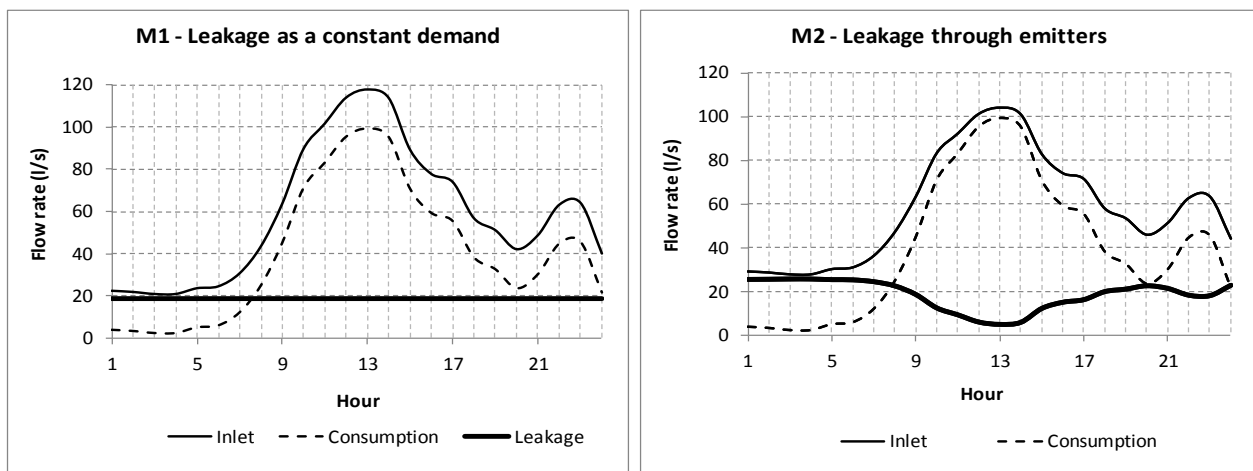 M1 - Leakage as a constant demand
Flow rate (l/s)
120
100
80
60
40
20
0
1 5 9 13 17 21
Hour
Inlet Consumption Leakage
M2 - Leakage through emitters
Flow rate (l/s)
120
100
80
60
40
20
0
1 5 9 13 17 21
Hour
Inlet Consumption